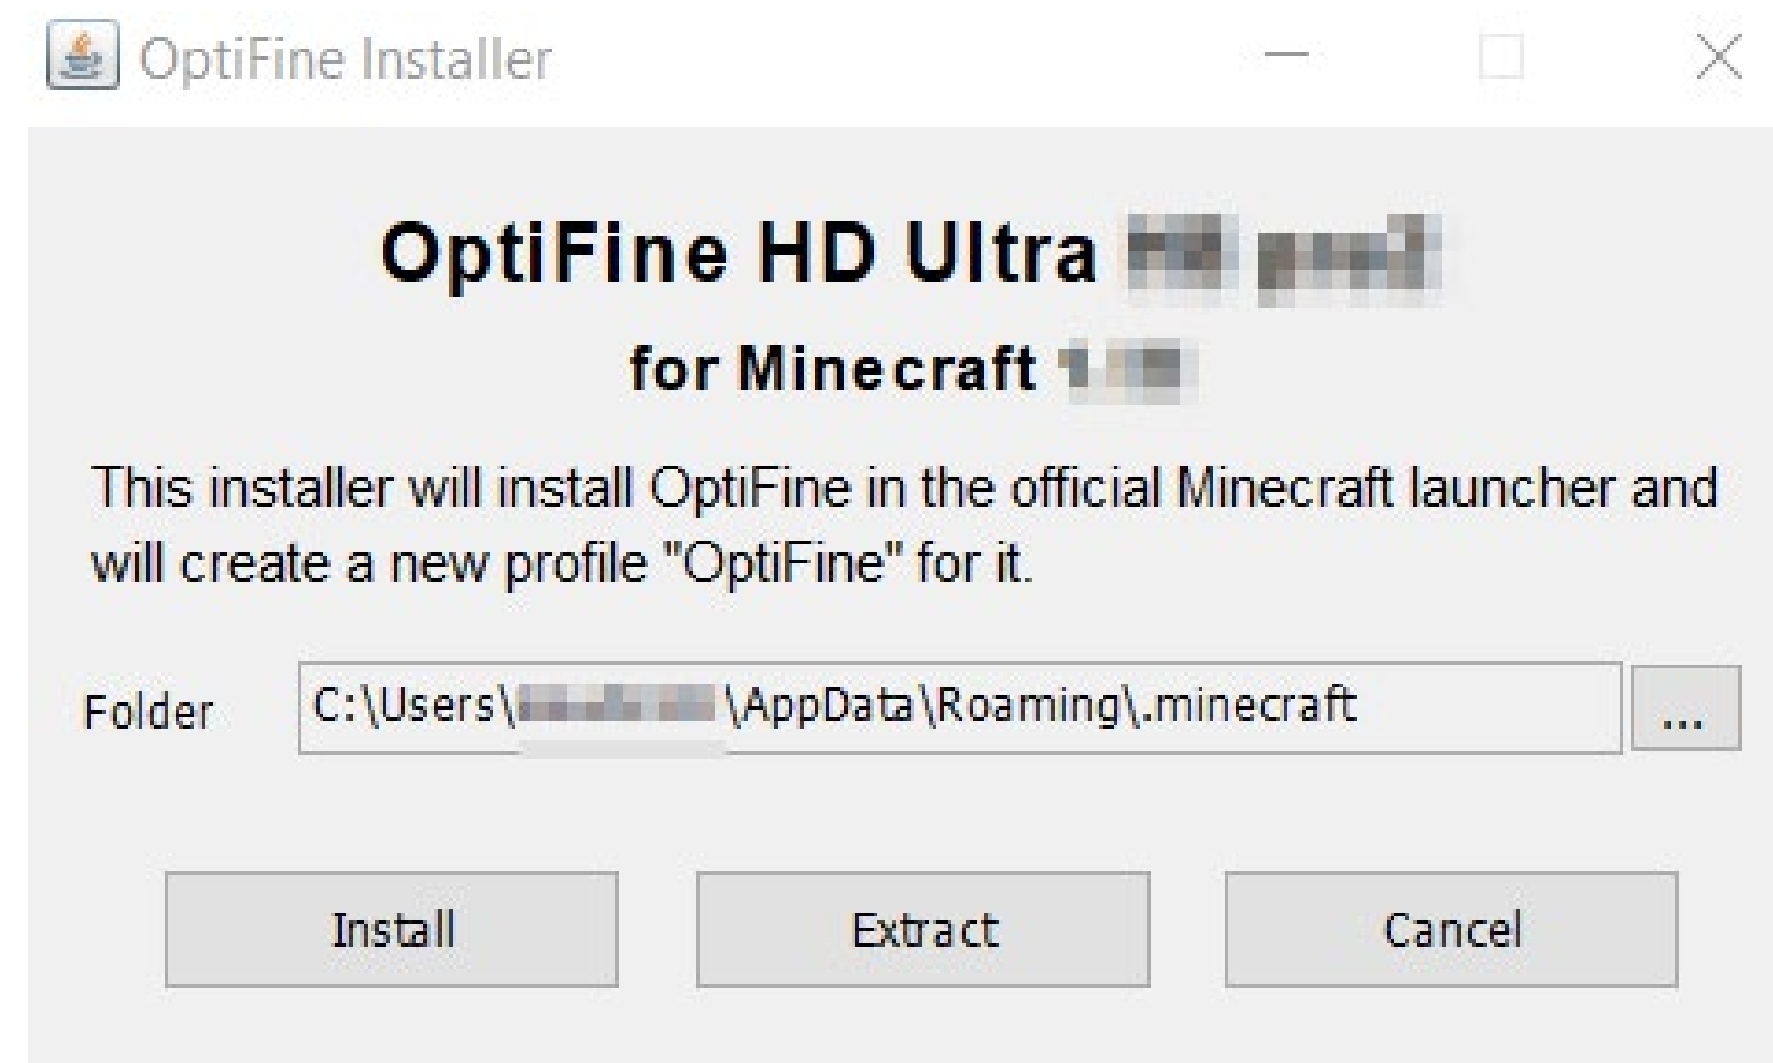 OptiFine Installer
OptiFine HD Ultra
for Minecraft
This installer will install OptiFine in the official Minecraft launcher and
will create a new profile "OptiFine" for it.
Folder C:\Users\ \AppData\Roaming\.minecraft ...
Install Extract Cancel